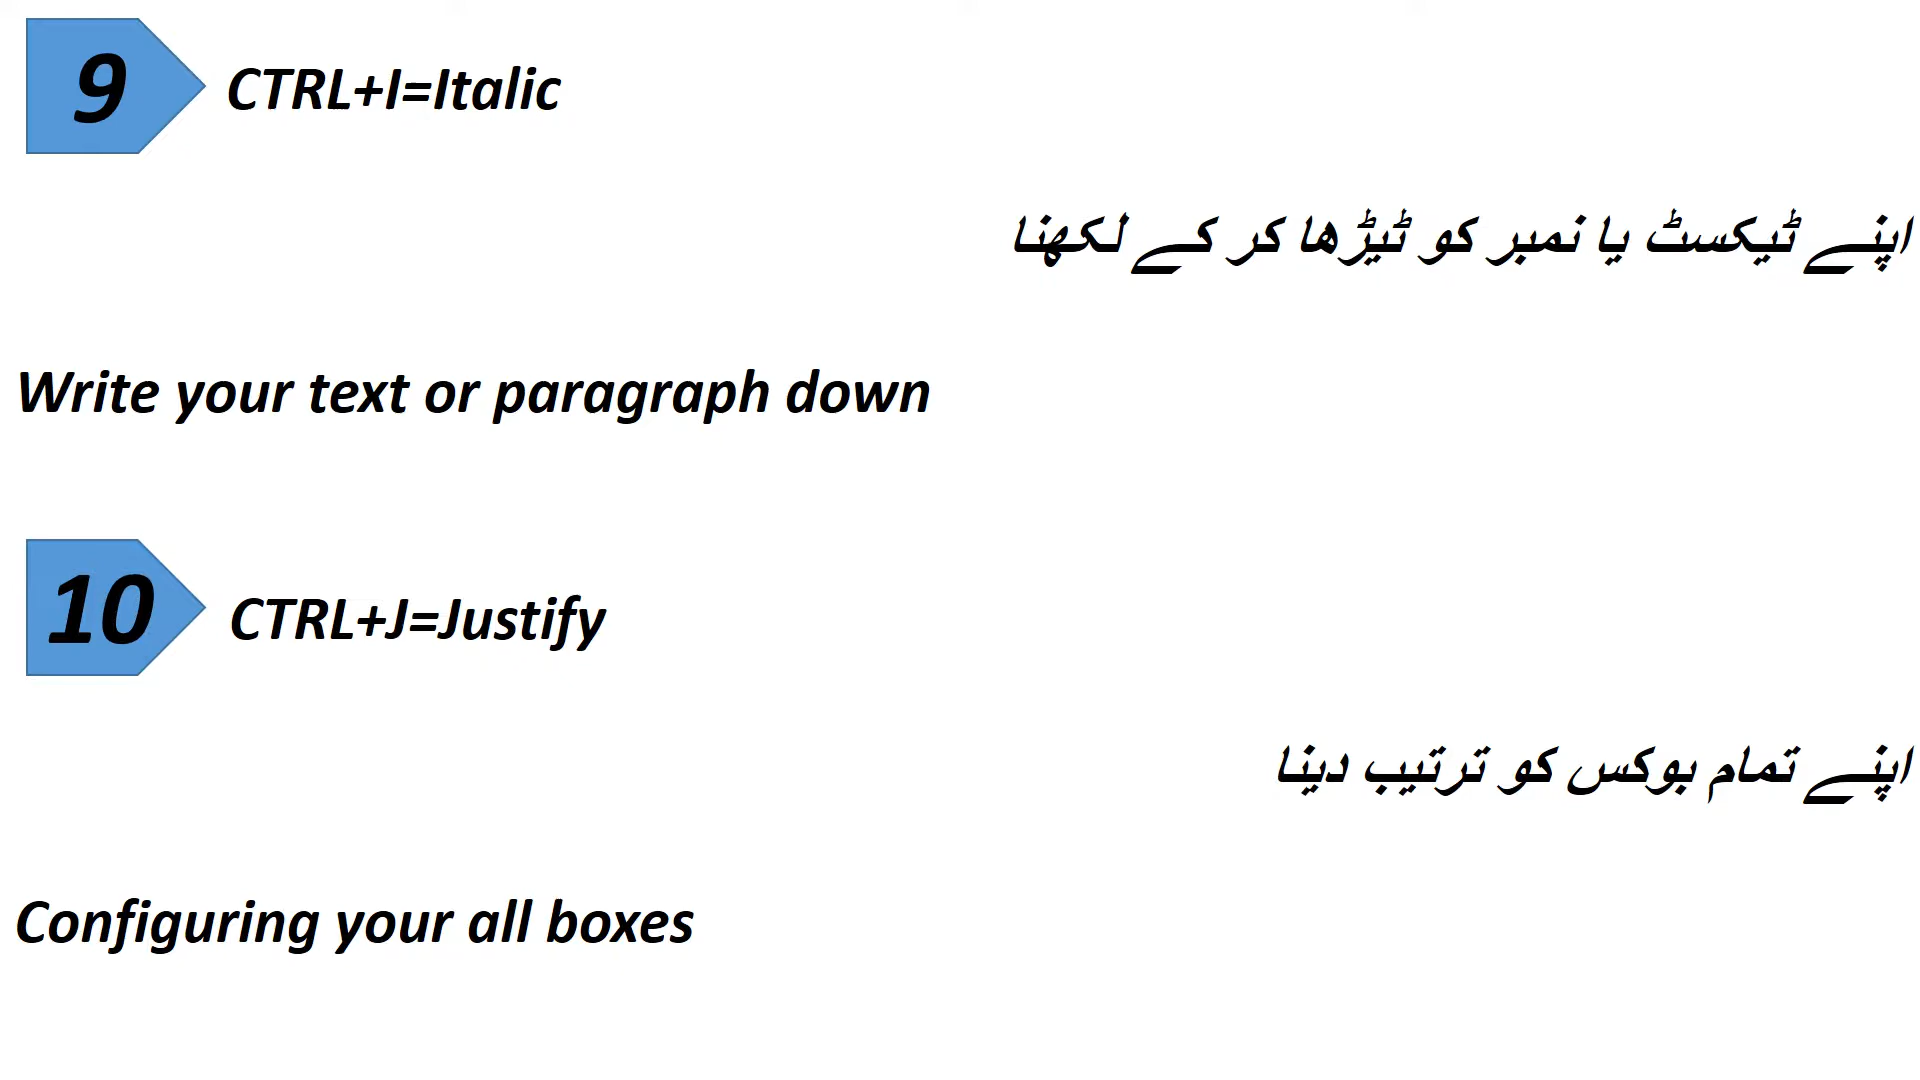 9
CTRL+I=Italic
اپنے ٹیکسٹ یا نمبر کو ٹیڑھا کر کے لکھنا
Write your text or paragraph down
10
CTRL+J=Justify
اپنے تمام بوکس کو ترتیب دینا
Configuring your all boxes